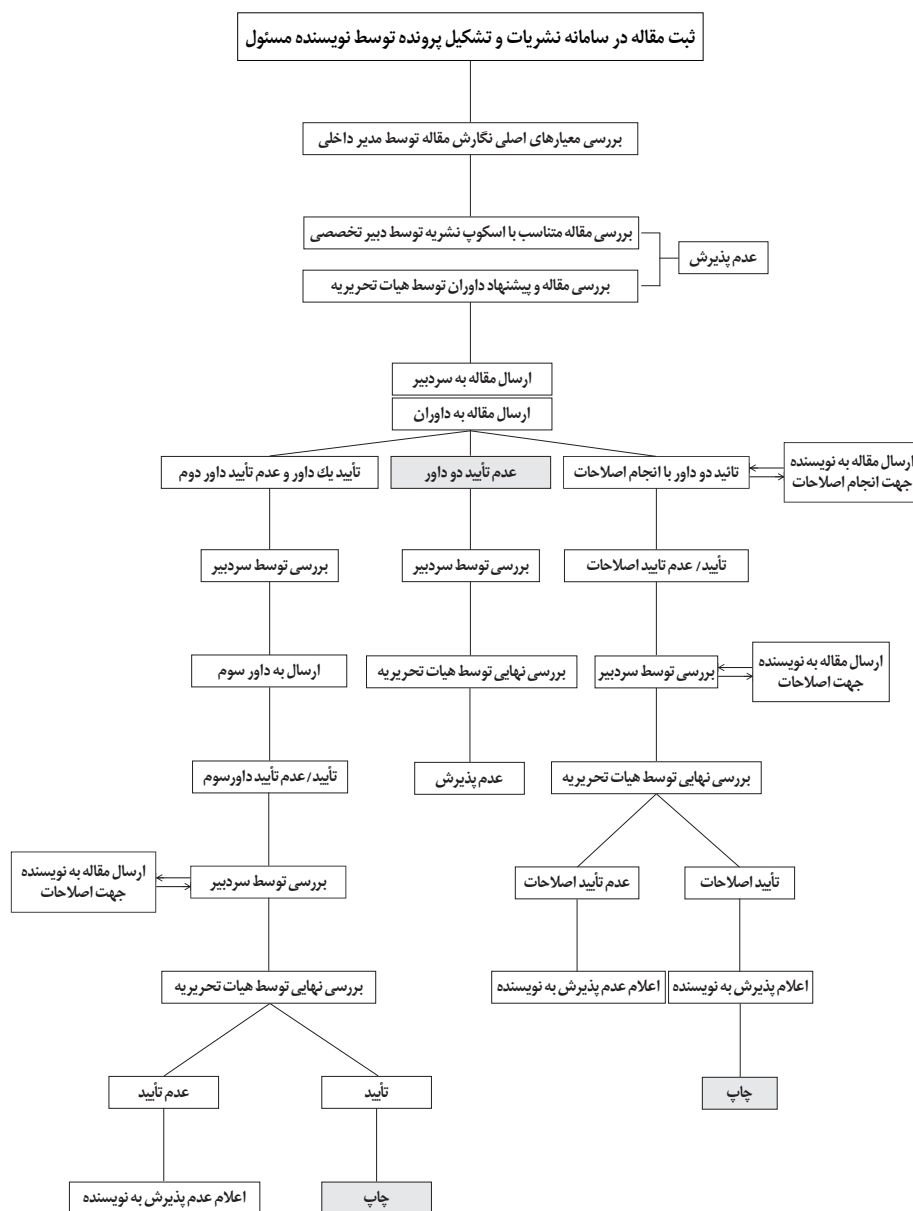 ثبت مقاله در سامانه نشریات و تشکیل پرونده توسط نویسنده مسئول
بررسی معیارهای اصلی نگارش مقاله توسط مدیر داخلی
بررسی مقاله متناسب با اسکوپ نشریه توسط دبیر تخصصی
عدم پذیرش
بررسی مقاله و پیشنهاد داوران توسط هیات تحریریه
ارسال مقاله به سردبیر
ارسال مقاله به داوران
ارسال مقاله به نویسنده
جهت انجام اصلاحات
تائید دو داور با انجام اصلاحات
عدم تأیید دو داور
تأیید یك داور و عدم تأیید داور دوم
تأیید/ عدم تایید اصلاحات
بررسی توسط سردبیر
بررسی توسط سردبیر
ارسال مقاله به نویسنده
جهت اصلاحات
بررسی توسط سردبیر
بررسی نهایی توسط هیات تحریریه
ارسال به داور سوم
بررسی نهایی توسط هیات تحریریه
عدم پذیرش
تأیید/عدم تأیید داورسوم
تأیید اصلاحات
عدم تأیید اصلاحات
بررسی توسط سردبیر
ارسال مقاله به نویسنده
جهت اصلاحات
اعلام پذیرش به نویسنده
اعلام عدم پذیرش به نویسنده
بررسی نهایی توسط هیات تحریریه
چاپ
تأیید
عدم تأیید
چاپ
اعلام عدم پذیرش به نویسنده